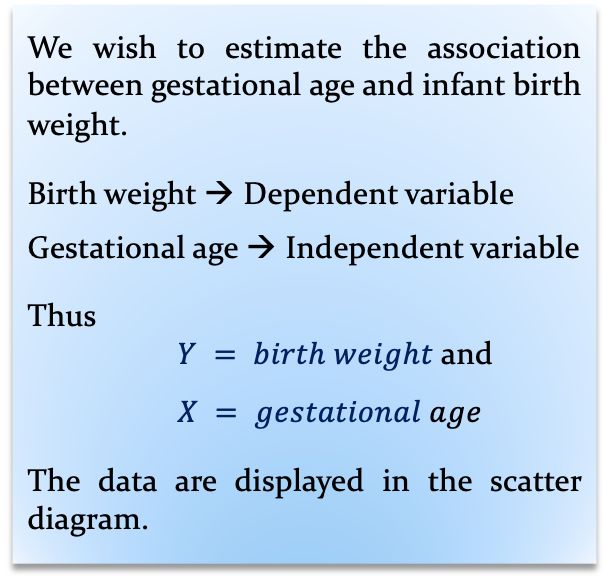 We wish to estimate the association
between gestational age and infant birth
weight.
Birth weight → Dependent variable
Gestational age → Independent variable
Thus
Y = birth weight and
X = gestational age
The data are displayed in the scatter
diagram.